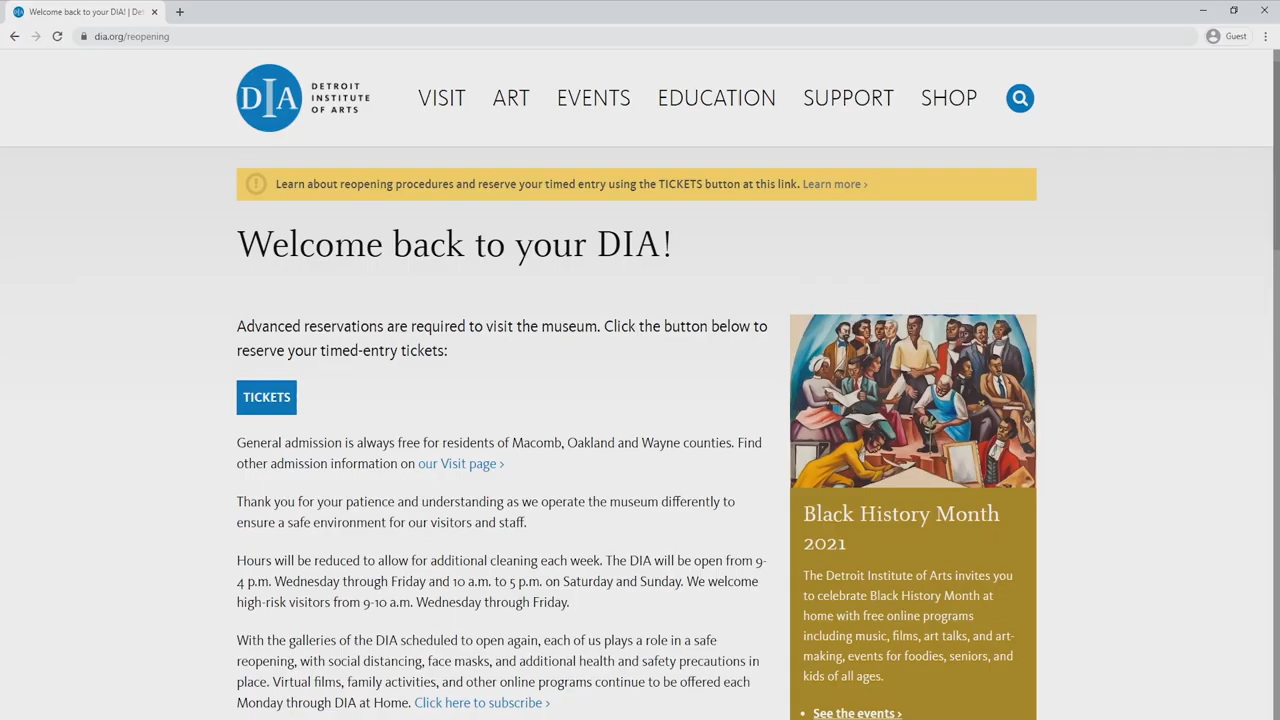 Welcome back to your DIA! | Det
dia.org/reopening
Guest
DIA
DETROIT
INSTITUTE
OF ARTS
VISIT
ART
EVENTS
EDUCATION
SUPPORT
SHOP
Learn about reopening procedures and reserve your timed entry using the TICKETS button at this link. Learn more ›
Welcome back to your DIA!
Advanced reservations are required to visit the museum. Click the button below to
reserve your timed-entry tickets:
TICKETS
General admission is always free for residents of Macomb, Oakland and Wayne counties. Find
other admission information on our Visit page ›
Thank you for your patience and understanding as we operate the museum differently to
ensure a safe environment for our visitors and staff.
Hours will be reduced to allow for additional cleaning each week. The DIA will be open from 9-
4 p.m. Wednesday through Friday and 10 a.m. to 5 p.m. on Saturday and Sunday. We welcome
high-risk visitors from 9-10 a.m. Wednesday through Friday.
With the galleries of the DIA scheduled to open again, each of us plays a role in a safe
reopening, with social distancing, face masks, and additional health and safety precautions in
place. Virtual films, family activities, and other online programs continue to be offered each
Monday through DIA at Home. Click here to subscribe ›
Black History Month
2021
The Detroit Institute of Arts invites you
to celebrate Black History Month at
home with free online programs
including music, films, art talks, and art-
making, events for foodies, seniors, and
kids of all ages.
• See the events ›